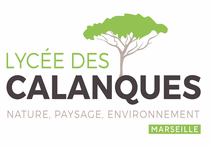 LYCÉE DES
CALANQUES
NATURE, PAYSAGE, ENVIRONNEMENT
MARSEILLE